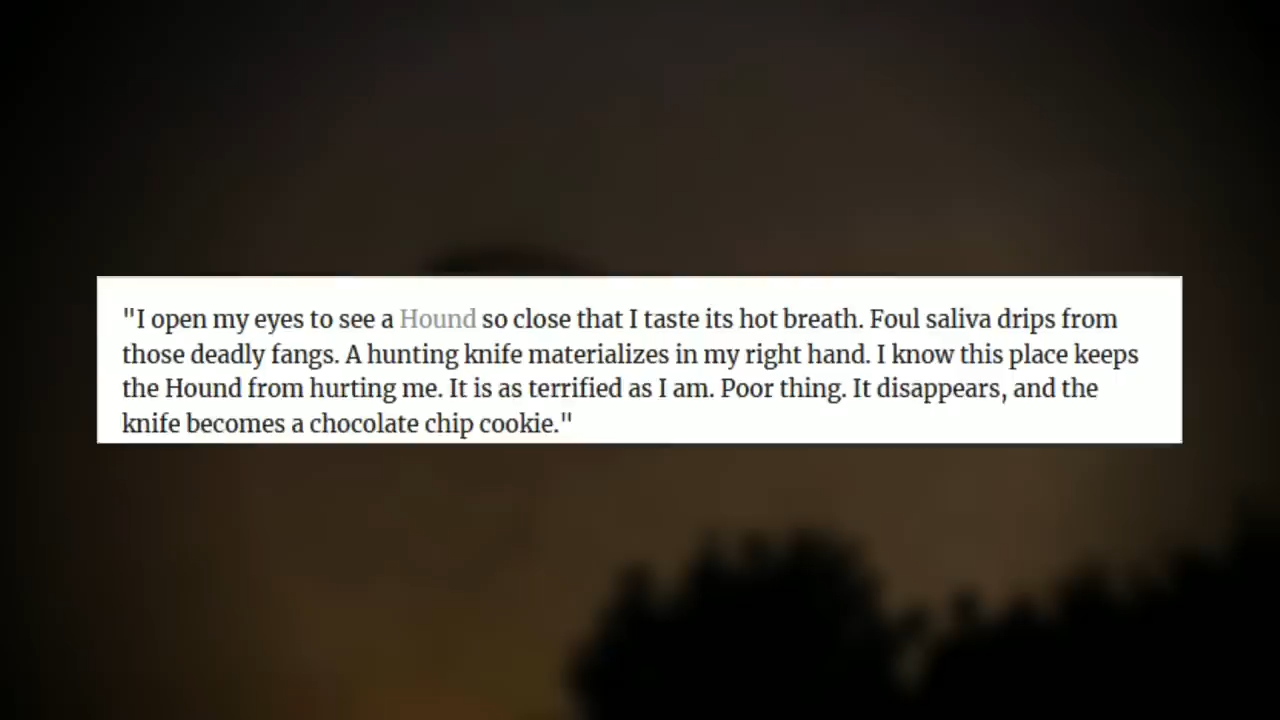 "I open my eyes to see a Hound so close that I taste its hot breath. Foul saliva drips from
those deadly fangs. A hunting knife materializes in my right hand. I know this place keeps
the Hound from hurting me. It is as terrified as I am. Poor thing. It disappears, and the
knife becomes a chocolate chip cookie."